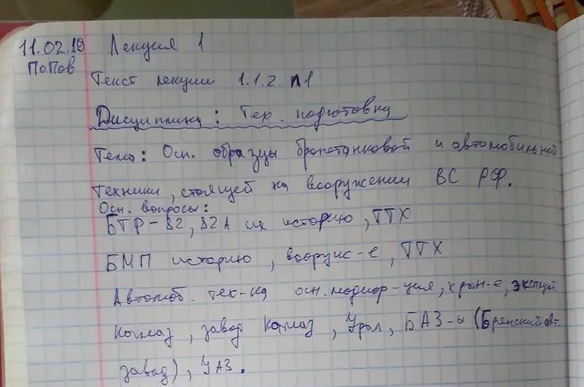 11.02.19 Лекция 1
Попов
Текст лекции 1.1.2. л1
Дисциплина: Тех. подготовка
Тема: Осн. образцы бронетанковой и автомобильной
техники, стоящей на вооружении ВС РФ.
Осн. вопросы:
БТР-82, 82А их историю, ТТХ
БМП историю, вооруж-е, ТТХ
Автомоб. тех-ка осн. модиф-ция, хран-е, эксплуат
КамАЗ, завод КамАЗ, Урал, БАЗ-ы (Брянский авт.
завод), УАЗ.